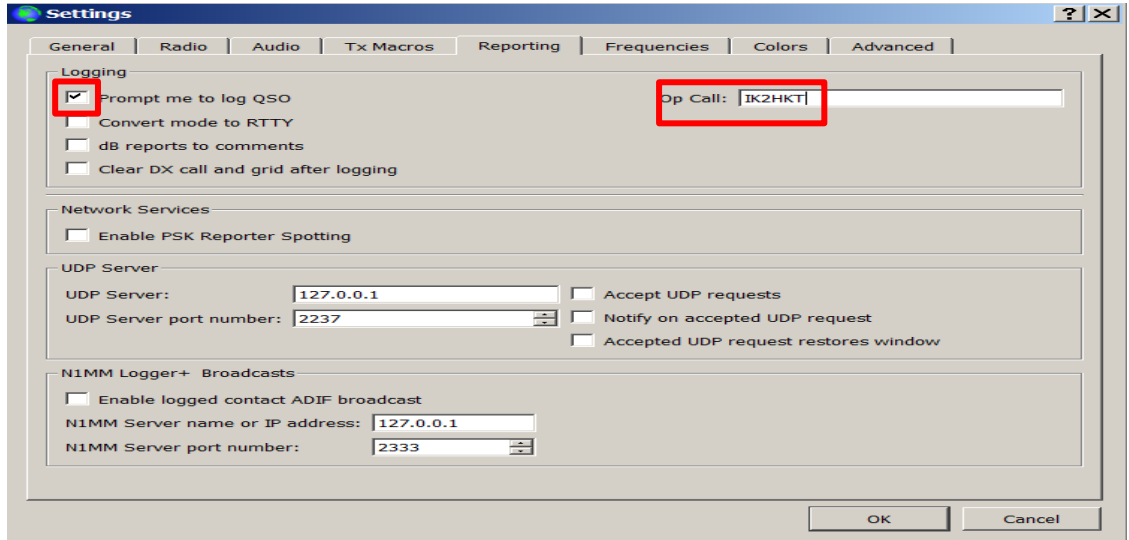 Settings
General Radio Audio Tx Macros Reporting Frequencies Colors Advanced
Logging
Prompt me to log QSO Op Call: IK2HKT
Convert mode to RTTY
dB reports to comments
Clear DX call and grid after logging
Network Services
Enable PSK Reporter Spotting
UDP Server
UDP Server: 127.0.0.1 Accept UDP requests
UDP Server port number: 2237 Notify on accepted UDP request
Accepted UDP request restores window
N1MM Logger+ Broadcasts
Enable logged contact ADIF broadcast
N1MM Server name or IP address: 127.0.0.1
N1MM Server port number: 2333
OK Cancel